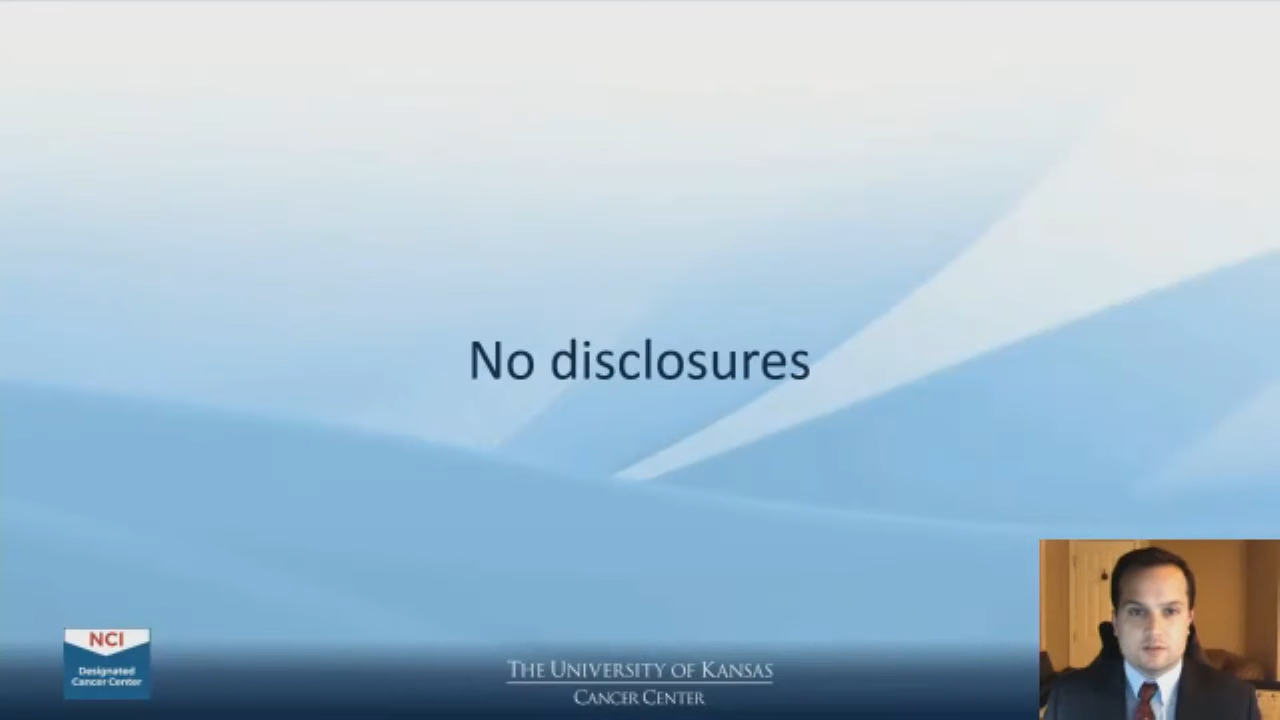 No disclosures
NCI
Designated
Cancer Center
THE UNIVERSITY OF KANSAS
CANCER CENTER